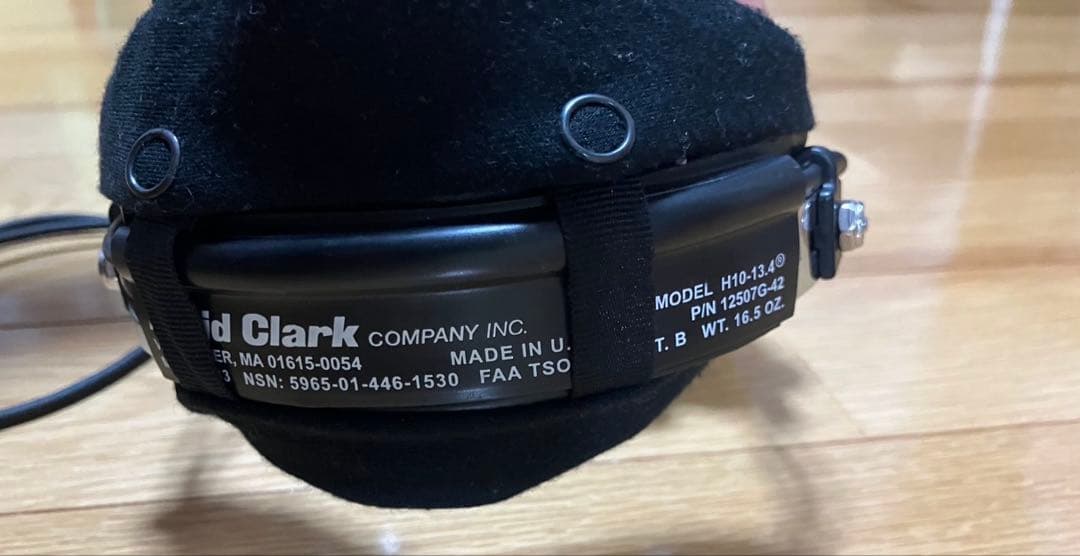 id Clark COMPANY INC.
ER, MA 01615-0054 MADE IN U.
3 NSN: 5965-01-446-1530 FAA TSO
MODEL H10-13.4®
P/N 12507G-42
T. B WT. 16.5 OZ.